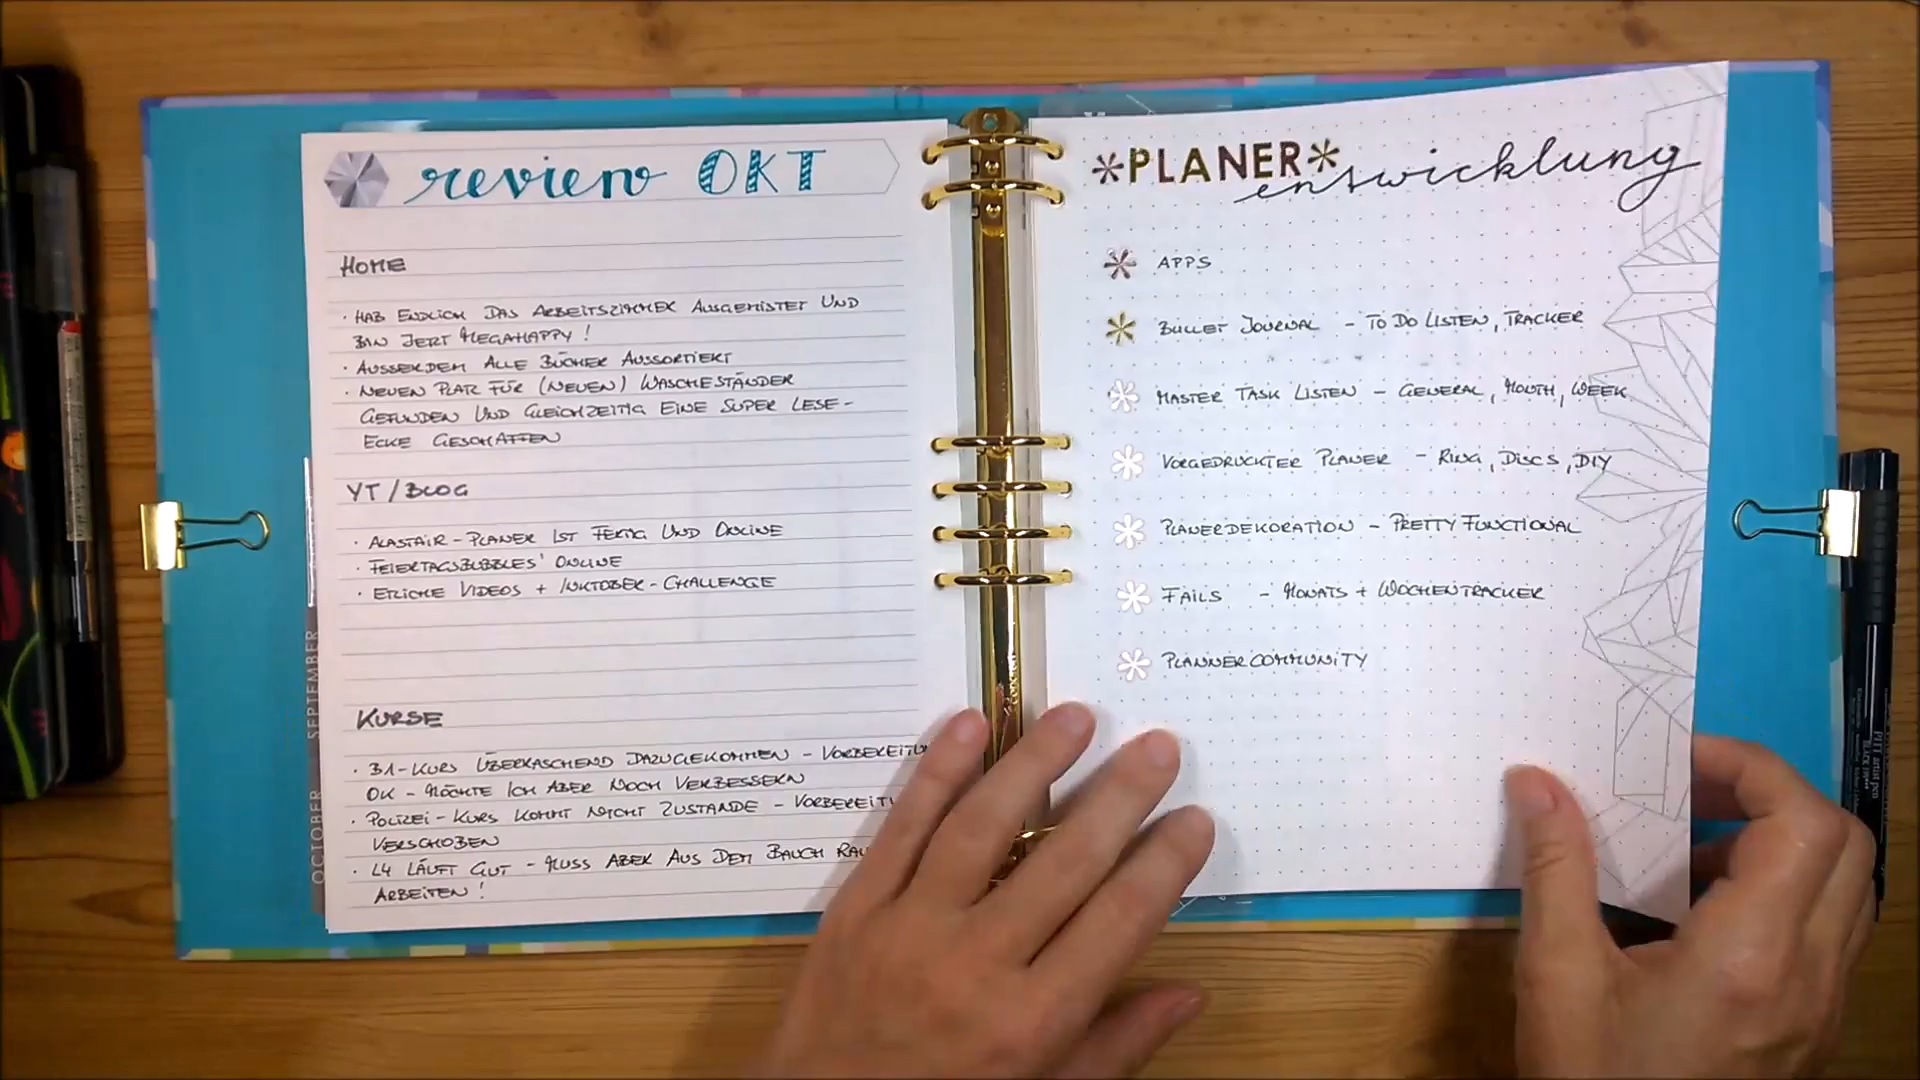 review OKT
HOME
· HAB ENDLICH DAS ARBEITSZIMMER AUSGEMISTET UND
BIN JETZT MEGAHAPPY!
· AUSSERDEM ALLE BÜCHER AUSSORTIERT
· NEUEN PLATZ FÜR (NEUEN) WÄSCHESTÄNDER
GEFUNDEN UND GLEICHZEITIG EINE SUPER LESE-
ECKE GESCHAFFEN
YT/BLOG
· ALASTAIR-PLANER IST FERTIG UND ONLINE
· FEIERTAGSBUBBLES' ONLINE
· ETLICHE VIDEOS + INKTOBER-CHALLENGE
KURSE
· B1-KURS ÜBERRASCHEND DAZUGEKOMMEN - VORBEREITUN
OK - MÖCHTE ICH ABER NOCH VERBESSERN
· POLIZEI-KURS KOMMT NICHT ZUSTANDE - VORBEREITU
VERSCHOBEN
· L4 LÄUFT GUT - MUSS ABER AUS DEM BAUCH RAU
ARBEITEN!
SEPTEMBER
OCTOBER
*PLANER*
entwicklung
* APPS
* BULLET JOURNAL - TO DO LISTEN, TRACKER
* MASTER TASK LISTEN - GENERAL, MONTH, WEEK
* VORGEDRUCKTER PLANER - RING, DISCS, DIY
* PLANERDEKORATION - PRETTY FUNCTIONAL
* FAILS - MONATS + WOCHENTRACKER
* PLANNERCOMMUNITY
PITT artist pen